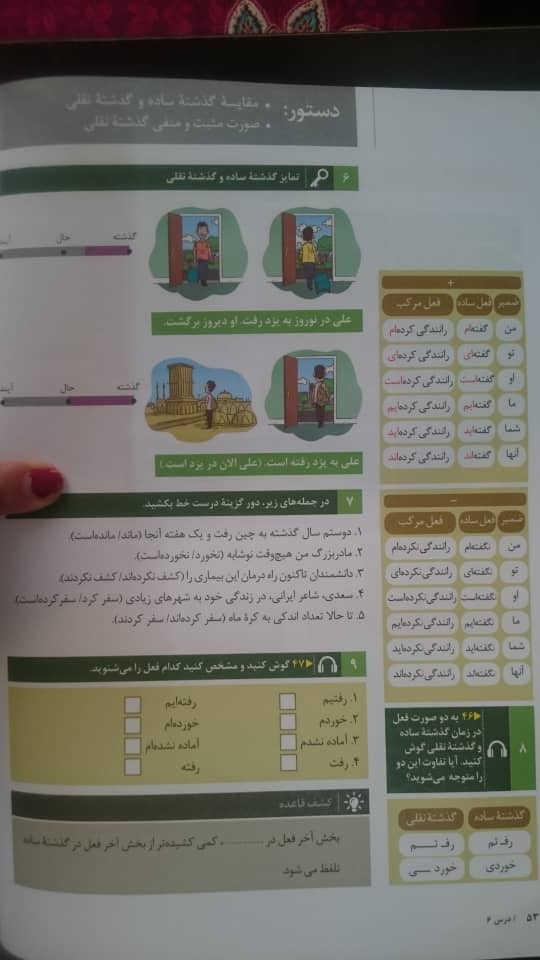 دستور:
• مقایسهٔ گذشتهٔ ساده و گذشتهٔ نقلی
• صورت مثبت و منفی گذشتهٔ نقلی
۶ تمایز گذشتهٔ ساده و گذشتهٔ نقلی
گذشته حال
علی در نوروز به یزد رفت. او دیروز برگشت.
گذشته حال
علی به یزد رفته است. (علی الان در یزد است.)
۷ در جمله‌های زیر، دور گزینهٔ درست خط بکشید.
۱. دوستم سال گذشته به چین رفت و یک هفته آنجا (ماند/ مانده‌است).
۲. مادربزرگ من هیچ‌وقت نوشابه (نخورد/ نخورده‌است).
۳. دانشمندان تاکنون راه درمان این بیماری را (کشف نکرده‌اند/ کشف نکردند).
۴. سعدی، شاعر ایرانی، در زندگی خود به شهرهای زیادی (سفر کرد/ سفر کرده‌است).
۵. تا حالا تعداد اندکی به کرهٔ ماه (سفر کرده‌اند/ سفر کردند).
+
ضمیر فعل ساده فعل مرکب
من گفته‌ام رانندگی کرده‌ام
تو گفته‌ای رانندگی کرده‌ای
او گفته‌است رانندگی کرده‌است
ما گفته‌ایم رانندگی کرده‌ایم
شما گفته‌اید رانندگی کرده‌اید
آنها گفته‌اند رانندگی کرده‌اند
−
ضمیر فعل ساده فعل مرکب
من نگفته‌ام رانندگی نکرده‌ام
تو نگفته‌ای رانندگی نکرده‌ای
او نگفته‌است رانندگی نکرده‌است
ما نگفته‌ایم رانندگی نکرده‌ایم
شما نگفته‌اید رانندگی نکرده‌اید
آنها نگفته‌اند رانندگی نکرده‌اند
۸ ۴۶ به دو صورت فعل
در زمان گذشتهٔ ساده
و گذشتهٔ نقلی گوش
کنید. آیا تفاوت این دو
را متوجه می‌شوید؟
گذشتهٔ ساده گذشتهٔ نقلی
رف تم رف تـــم
خوردی خورد ــی
۹ ۴۷ گوش کنید و مشخص کنید کدام فعل را می‌شنوید.
۱. رفتیم رفته‌ایم
۲. خوردم خورده‌ام
۳. آماده نشدم آماده نشده‌ام
۴. رفت رفته
کشف قاعده
بخش آخر فعل در ............ کمی کشیده‌تر از بخش آخر فعل در گذشتهٔ ساده
تلفظ می شود.
۵۳ / درس ۶